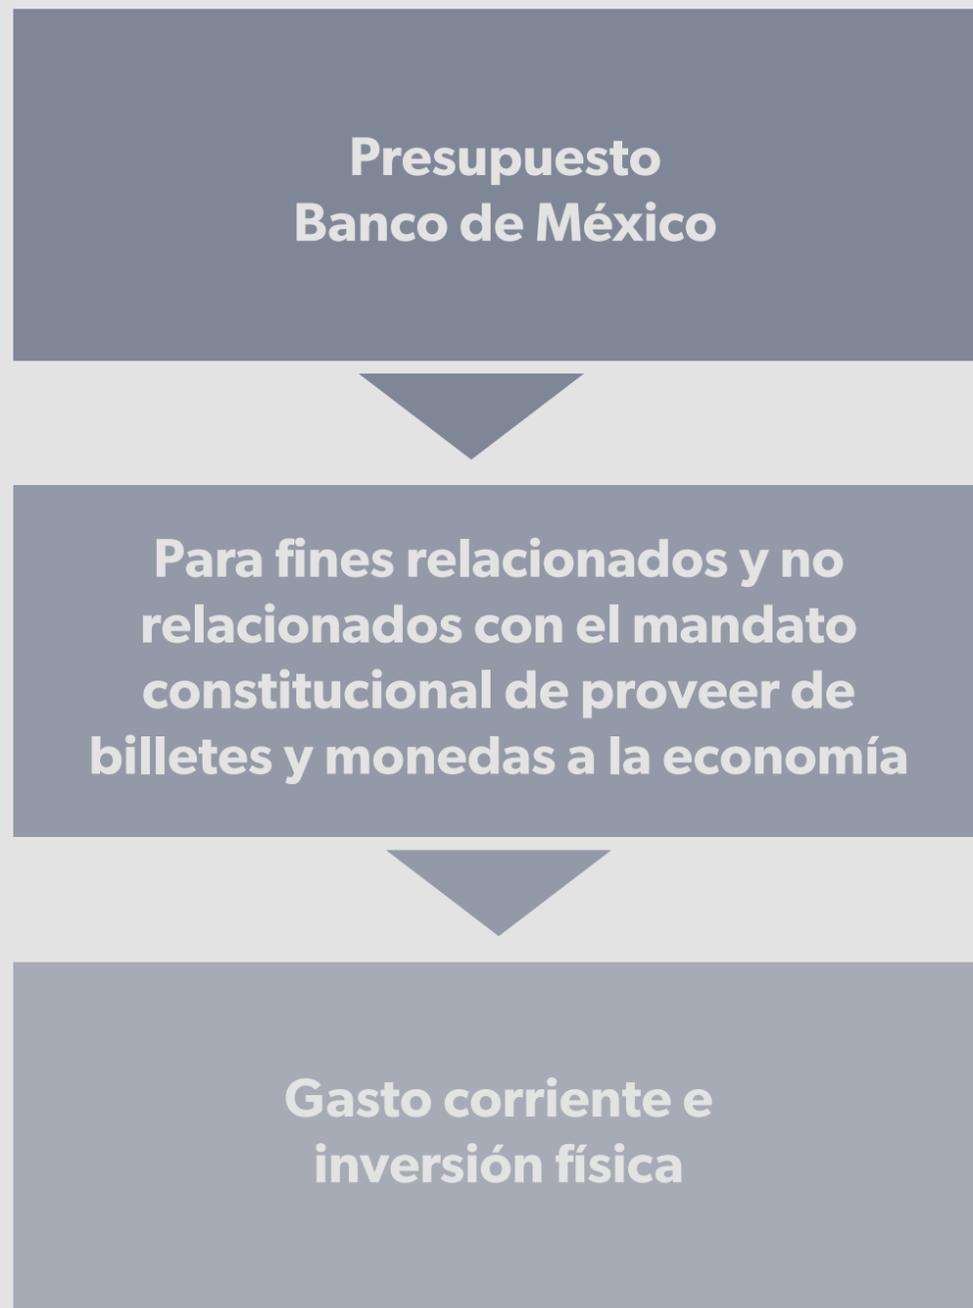 Presupuesto
Banco de México
Para fines relacionados y no
relacionados con el mandato
constitucional de proveer de
billetes y monedas a la economía
Gasto corriente e
inversión física